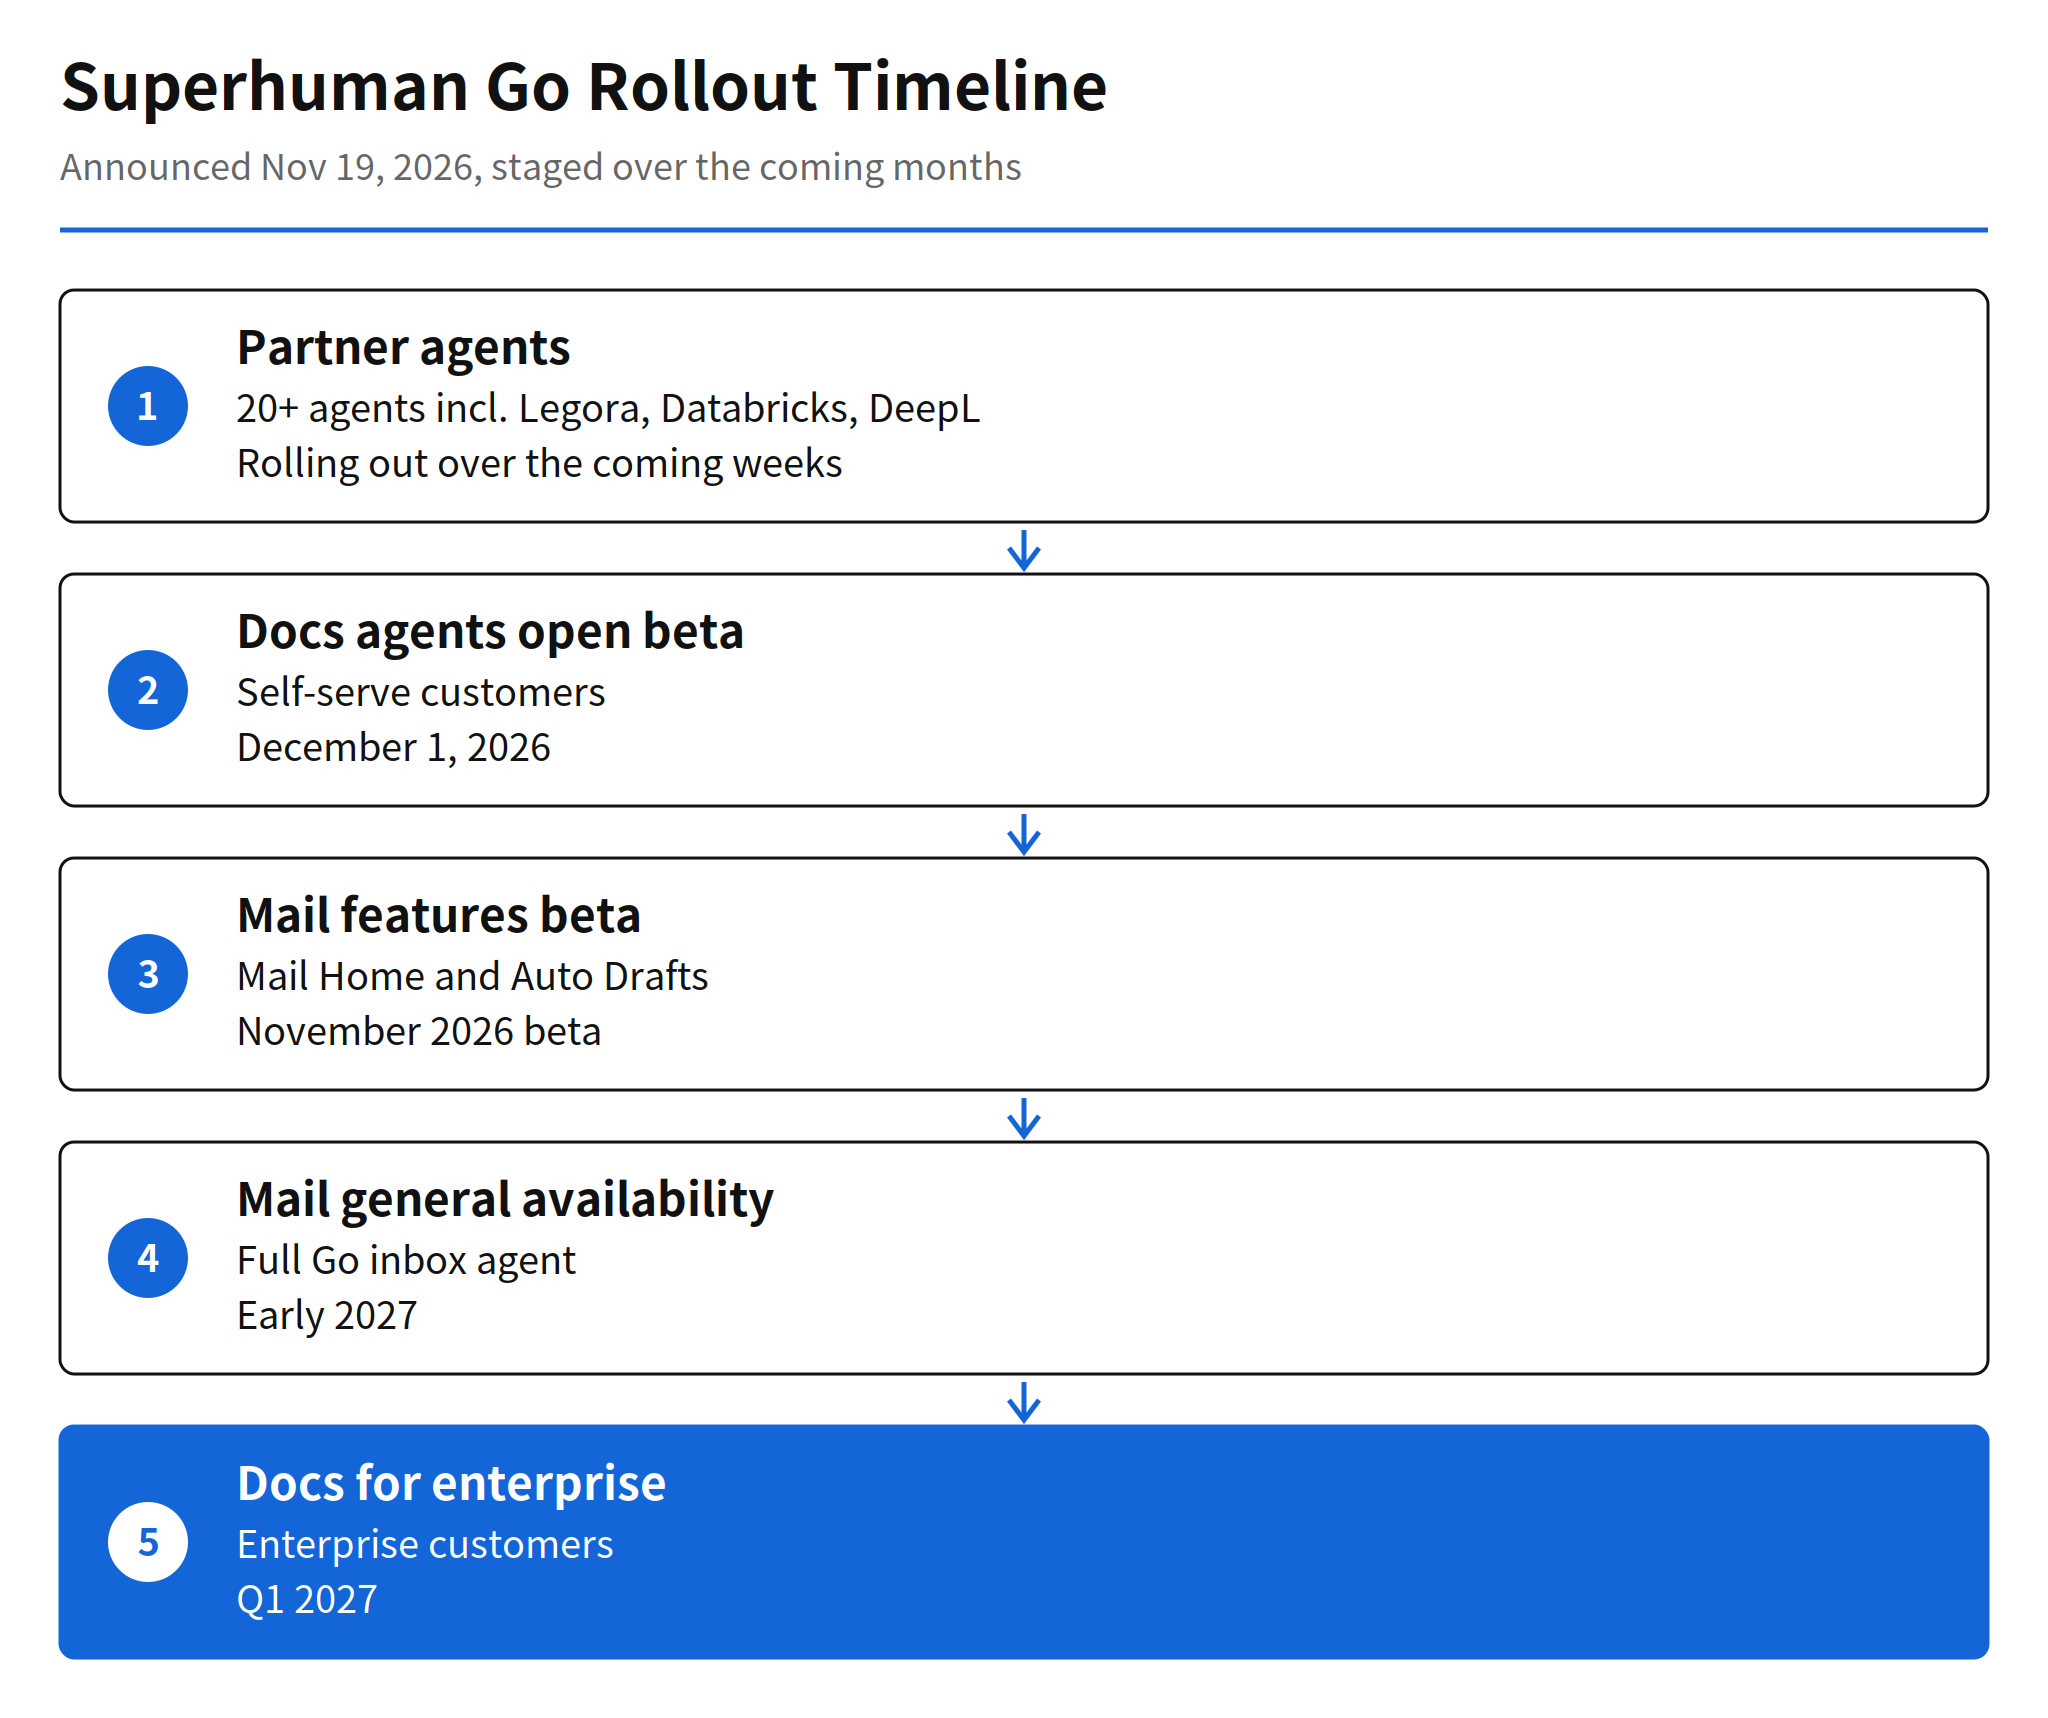 Superhuman Go Rollout Timeline
Announced Nov 19, 2026, staged over the coming months
1
Partner agents
20+ agents incl. Legora, Databricks, DeepL
Rolling out over the coming weeks
2
Docs agents open beta
Self-serve customers
December 1, 2026
3
Mail features beta
Mail Home and Auto Drafts
November 2026 beta
4
Mail general availability
Full Go inbox agent
Early 2027
5
Docs for enterprise
Enterprise customers
Q1 2027